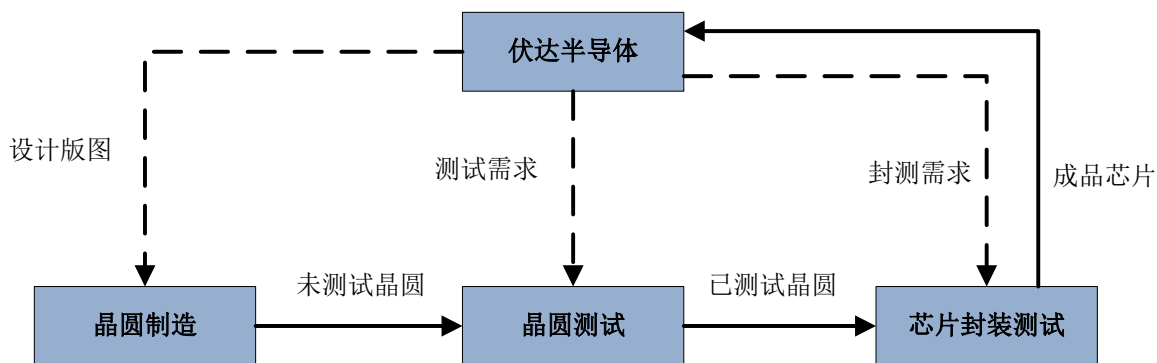 伏达半导体
设计版图
测试需求
封测需求
成品芯片
未测试晶圆
已测试晶圆
晶圆制造
晶圆测试
芯片封装测试